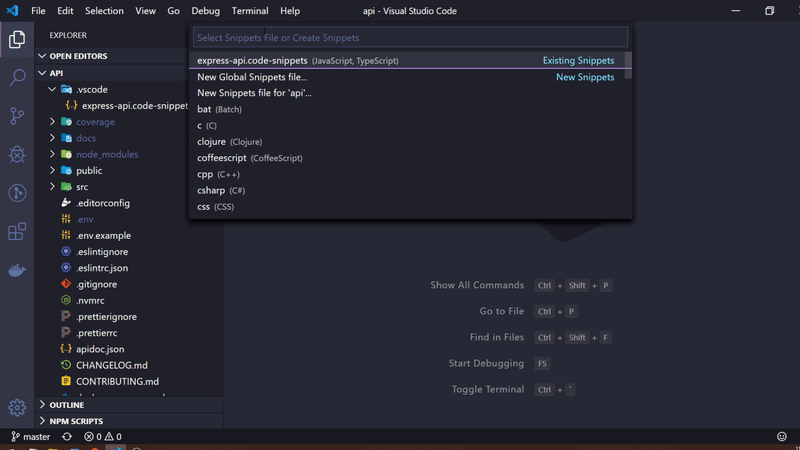 File Edit Selection View Go Debug Terminal Help
api - Visual Studio Code
EXPLORER
OPEN EDITORS
API
.vscode
express-api.code-snippet
coverage
docs
node_modules
public
src
.editorconfig
.env
.env.example
.eslintignore
.eslintrc.json
.gitignore
.nvmrc
.prettierignore
.prettierrc
apidoc.json
CHANGELOG.md
CONTRIBUTING.md
OUTLINE
NPM SCRIPTS
Select Snippets File or Create Snippets
express-api.code-snippets (JavaScript, TypeScript) Existing Snippets
New Global Snippets file... New Snippets
New Snippets file for 'api'...
bat (Batch)
c (C)
clojure (Clojure)
coffeescript (CoffeeScript)
cpp (C++)
csharp (C#)
css (CSS)
Show All Commands Ctrl + Shift + P
Go to File Ctrl + P
Find in Files Ctrl + Shift + F
Start Debugging F5
Toggle Terminal Ctrl + `
master 0 0